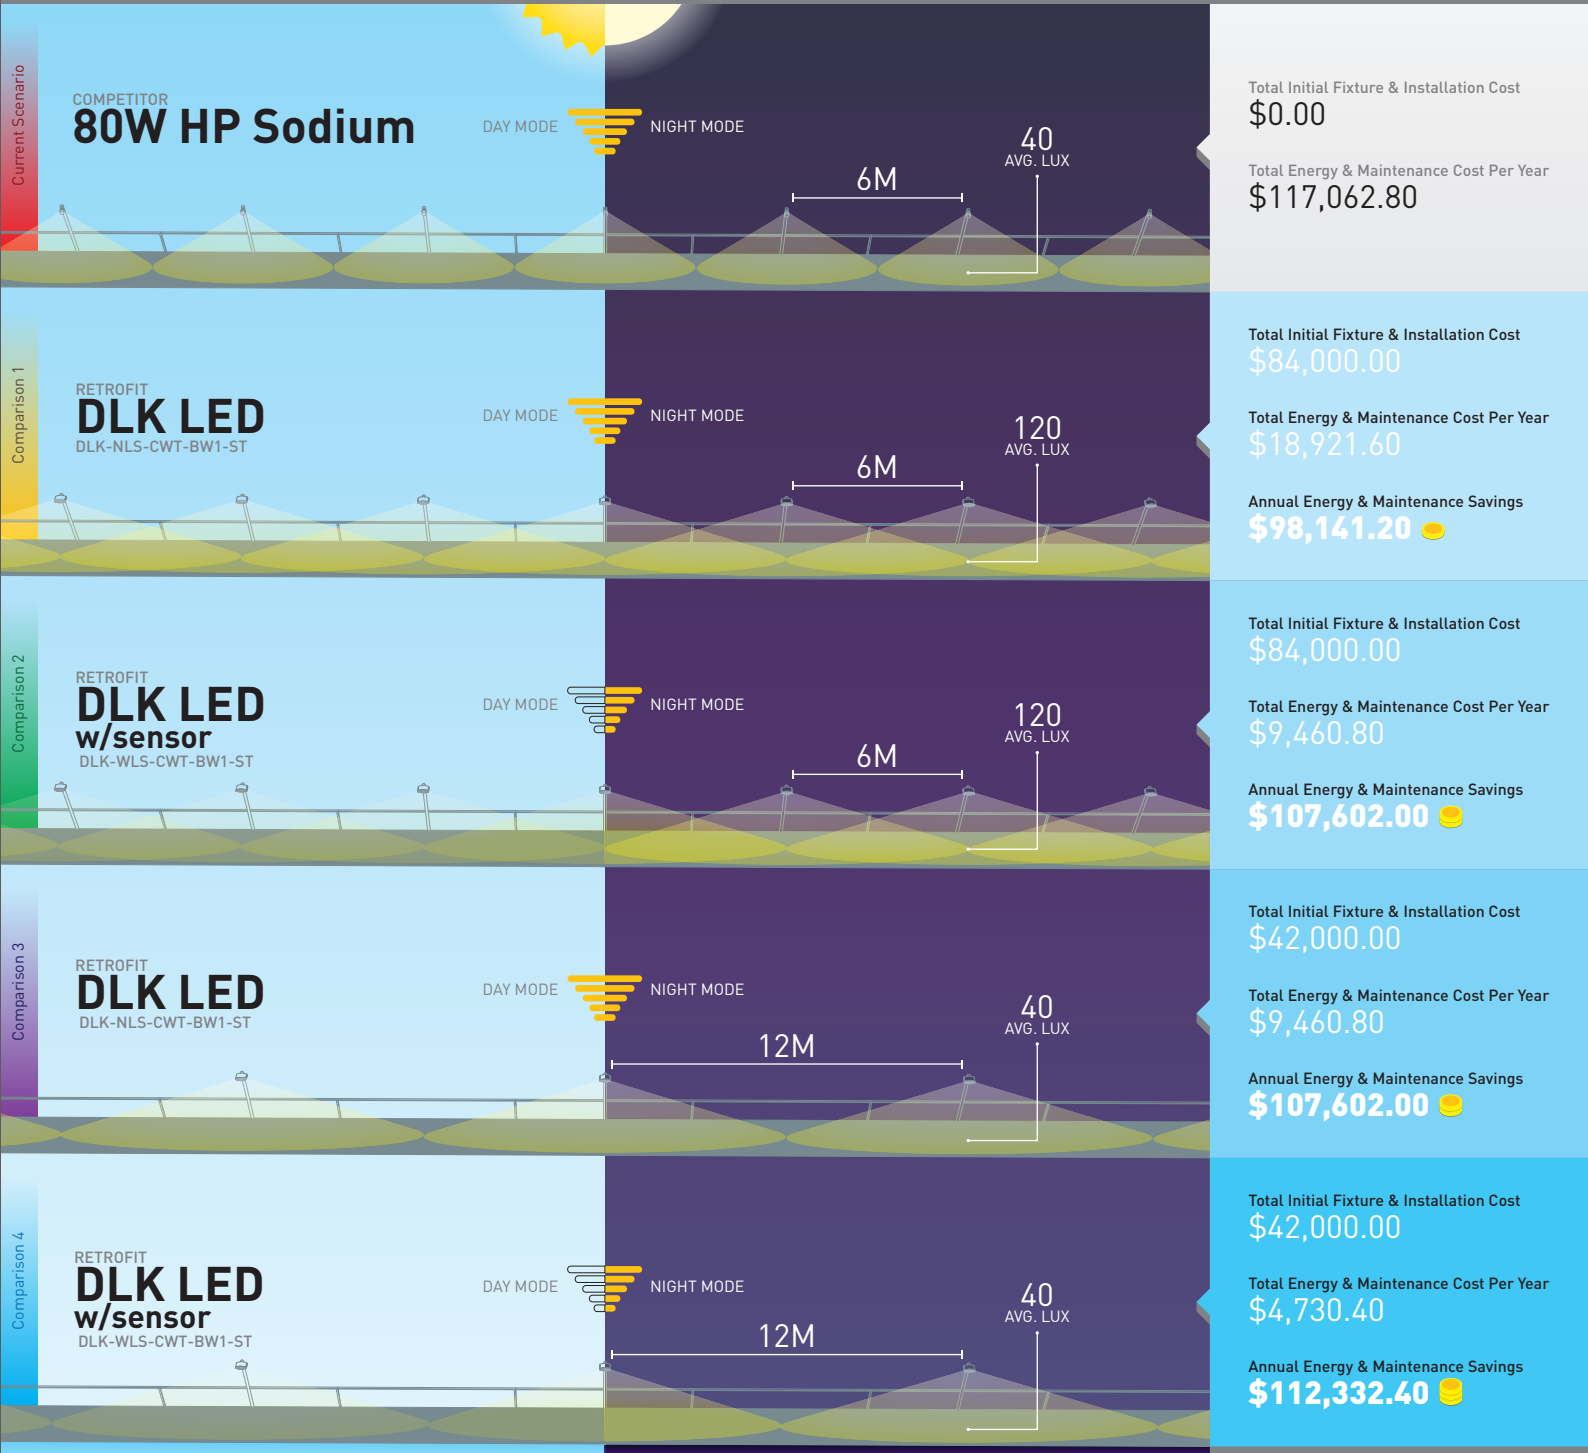 Current Scenario
COMPETITOR
80W HP Sodium
DAY MODE
NIGHT MODE
6M
40
AVG. LUX
Total Initial Fixture & Installation Cost
$0.00
Total Energy & Maintenance Cost Per Year
$117,062.80
Comparison 1
RETROFIT
DLK LED
DLK-NLS-CWT-BW1-ST
DAY MODE
NIGHT MODE
6M
120
AVG. LUX
Total Initial Fixture & Installation Cost
$84,000.00
Total Energy & Maintenance Cost Per Year
$18,921.60
Annual Energy & Maintenance Savings
$98,141.20
Comparison 2
RETROFIT
DLK LED
w/sensor
DLK-WLS-CWT-BW1-ST
DAY MODE
NIGHT MODE
6M
120
AVG. LUX
Total Initial Fixture & Installation Cost
$84,000.00
Total Energy & Maintenance Cost Per Year
$9,460.80
Annual Energy & Maintenance Savings
$107,602.00
Comparison 3
RETROFIT
DLK LED
DLK-NLS-CWT-BW1-ST
DAY MODE
NIGHT MODE
12M
40
AVG. LUX
Total Initial Fixture & Installation Cost
$42,000.00
Total Energy & Maintenance Cost Per Year
$9,460.80
Annual Energy & Maintenance Savings
$107,602.00
Comparison 4
RETROFIT
DLK LED
w/sensor
DLK-WLS-CWT-BW1-ST
DAY MODE
NIGHT MODE
12M
40
AVG. LUX
Total Initial Fixture & Installation Cost
$42,000.00
Total Energy & Maintenance Cost Per Year
$4,730.40
Annual Energy & Maintenance Savings
$112,332.40